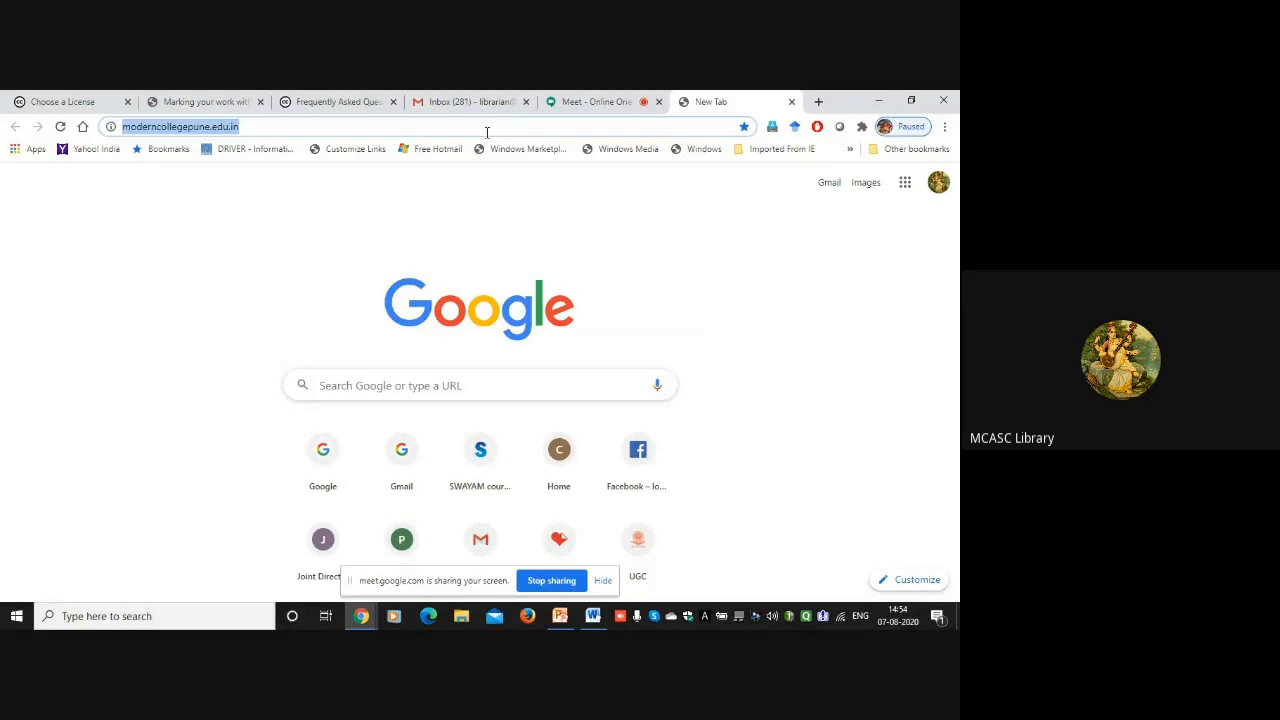 Choose a License
Marking your work with
Frequently Asked Ques
Inbox (281) - librarian@
Meet - Online Orie
New Tab
moderncollegepune.edu.in
Paused
Apps
Yahoo! India
Bookmarks
DRIVER - Informati...
Customize Links
Free Hotmail
Windows Marketpl...
Windows Media
Windows
Imported From IE
»
Other bookmarks
Gmail
Images
Google
Search Google or type a URL
G
G
S
C
Google
Gmail
SWAYAM cour...
Home
Facebook – lo...
J
P
Joint Direct
UGC
meet.google.com is sharing your screen.
Stop sharing
Hide
Customize
MCASC Library
Type here to search
ENG
14:54
07-08-2020
1